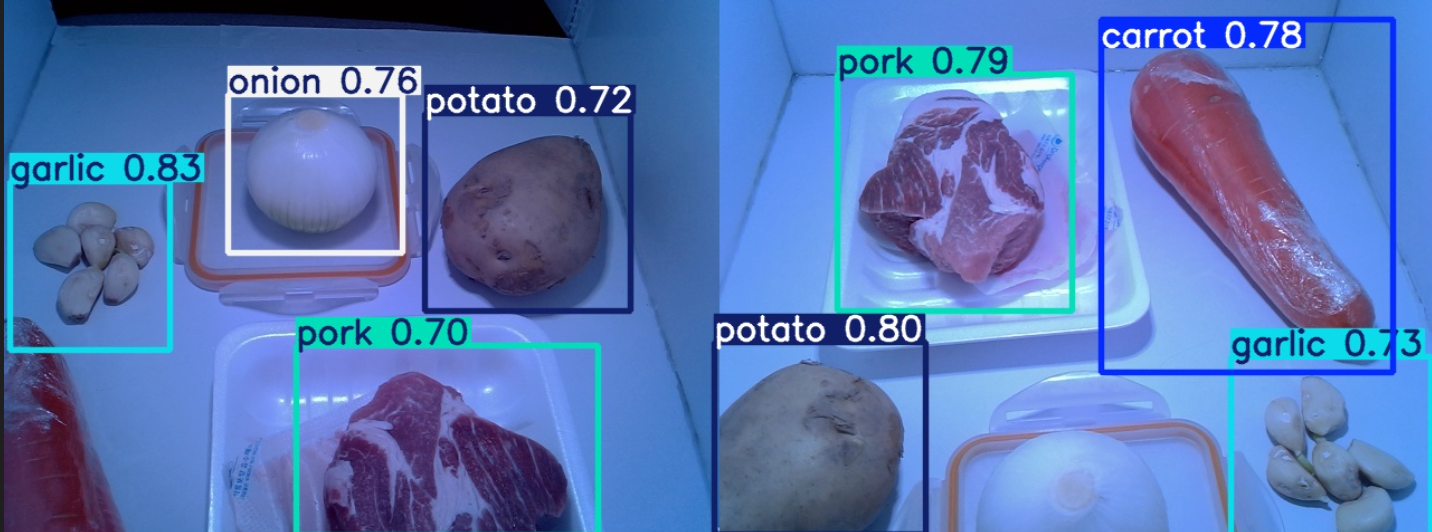 onion 0.76
potato 0.72
garlic 0.83
pork 0.70
carrot 0.78
pork 0.79
potato 0.80
garlic 0.73